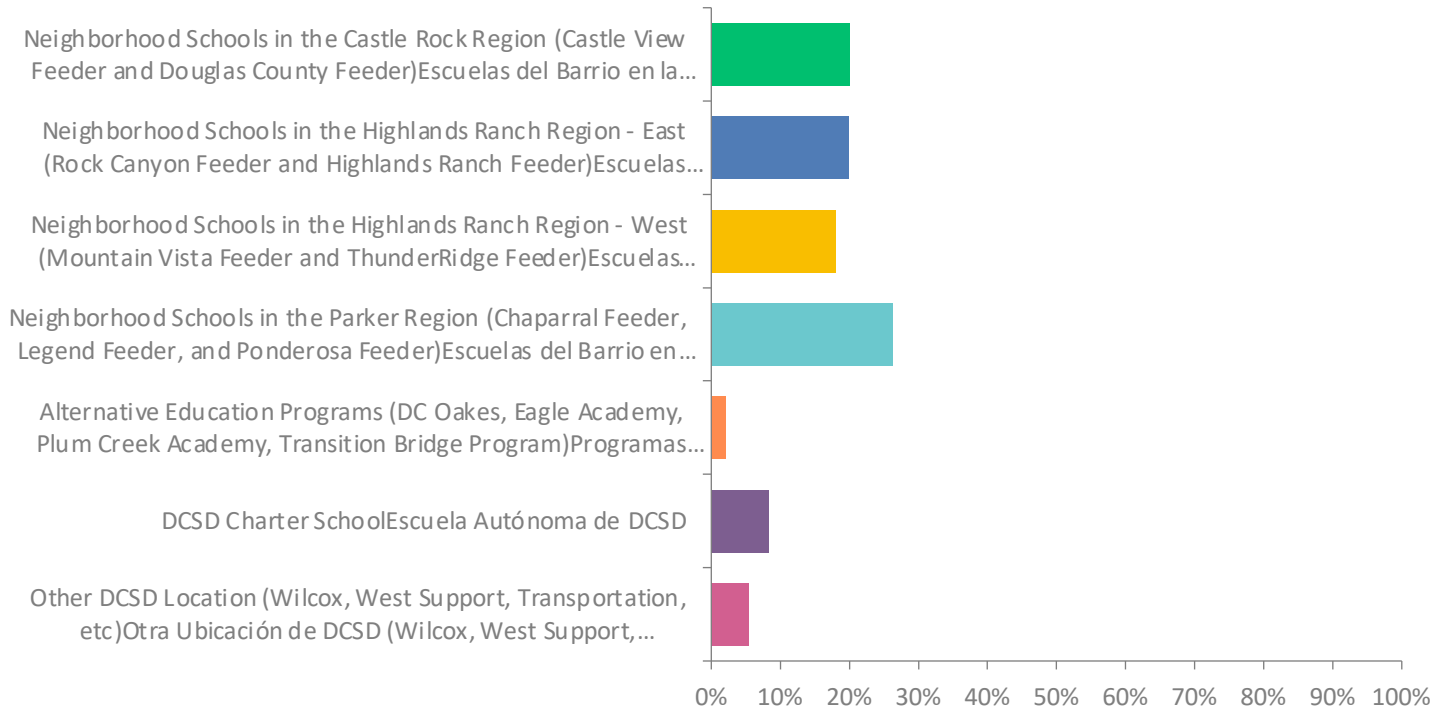 Neighborhood Schools in the Castle Rock Region (Castle View
Feeder and Douglas County Feeder)Escuelas del Barrio en la...
Neighborhood Schools in the Highlands Ranch Region - East
(Rock Canyon Feeder and Highlands Ranch Feeder)Escuelas...
Neighborhood Schools in the Highlands Ranch Region - West
(Mountain Vista Feeder and ThunderRidge Feeder)Escuelas...
Neighborhood Schools in the Parker Region (Chaparral Feeder,
Legend Feeder, and Ponderosa Feeder)Escuelas del Barrio en...
Alternative Education Programs (DC Oakes, Eagle Academy,
Plum Creek Academy, Transition Bridge Program)Programas...
DCSD Charter SchoolEscuela Autónoma de DCSD
Other DCSD Location (Wilcox, West Support, Transportation,
etc)Otra Ubicación de DCSD (Wilcox, West Support,...
0% 10% 20% 30% 40% 50% 60% 70% 80% 90% 100%